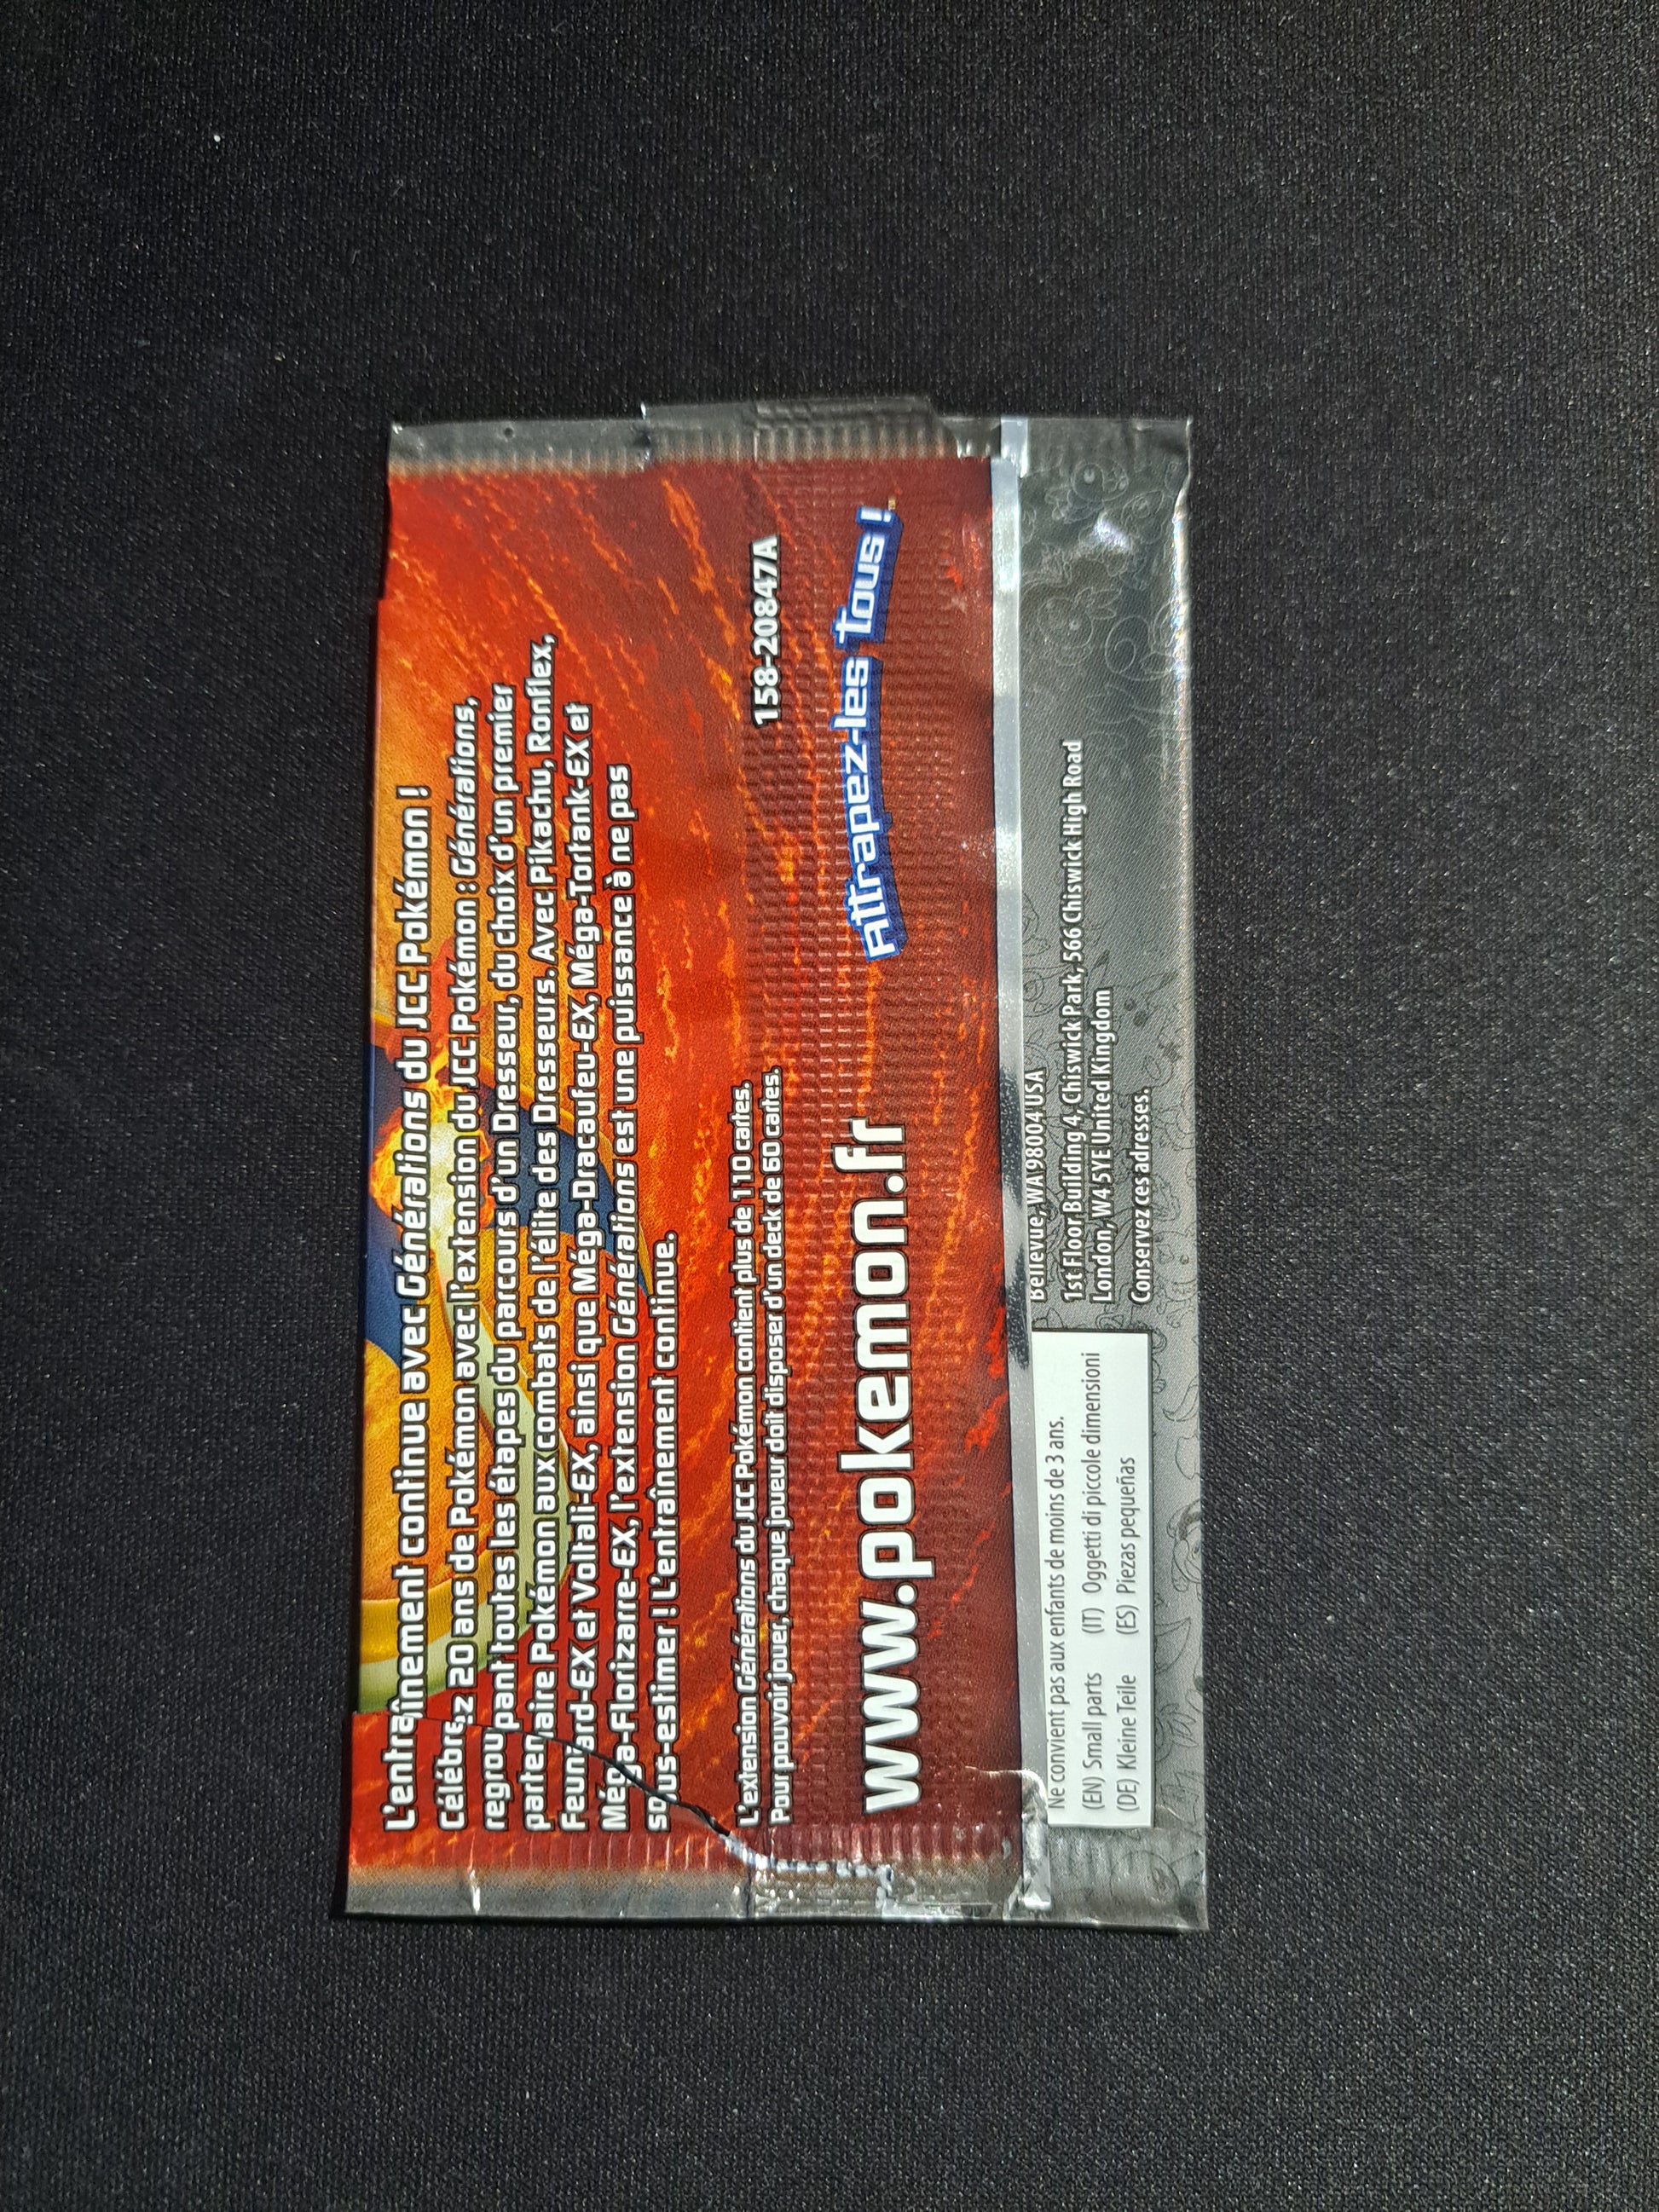 L'entraînement continue avec Générations du JCC Pokémon !
Célébrez 20 ans de Pokémon avec l'extension du JCC Pokémon : Générations,
regroupant toutes les étapes du parcours d'un Dresseur, du choix d'un premier
partenaire Pokémon aux combats de l'élite des Dresseurs. Avec Pikachu, Ronflex,
Feunard-EX et Voltali-EX, ainsi que Méga-Dracaufeu-EX, Méga-Tortank-EX et
Méga-Florizarre-EX, l'extension Générations est une puissance à ne pas
sous-estimer ! L'entraînement continue.
L'extension Générations du JCC Pokémon contient plus de 110 cartes.
Pour pouvoir jouer, chaque joueur doit disposer d'un deck de 60 cartes.
158-20847A
www.pokemon.fr
Attrapez-les tous !™
Ne convient pas aux enfants de moins de 3 ans.
(EN) Small parts (IT) Oggetti di piccole dimensioni
(DE) Kleine Teile (ES) Piezas pequeñas
Bellevue, WA 98004 USA
1st Floor Building 4, Chiswick Park, 566 Chiswick High Road
London, W4 5YE United Kingdom
Conservez ces adresses.